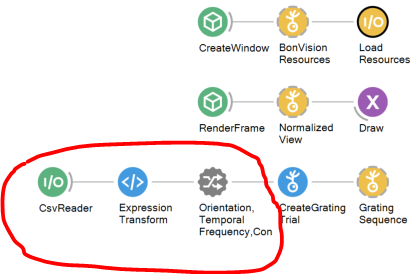 CreateWindow
BonVision
Resources
Load
Resources
RenderFrame
Normalized
View
X
Draw
I/O
CsvReader
</>
Expression
Transform
Orientation,
Temporal
Frequency,Con
CreateGrating
Trial
Grating
Sequence
I/O